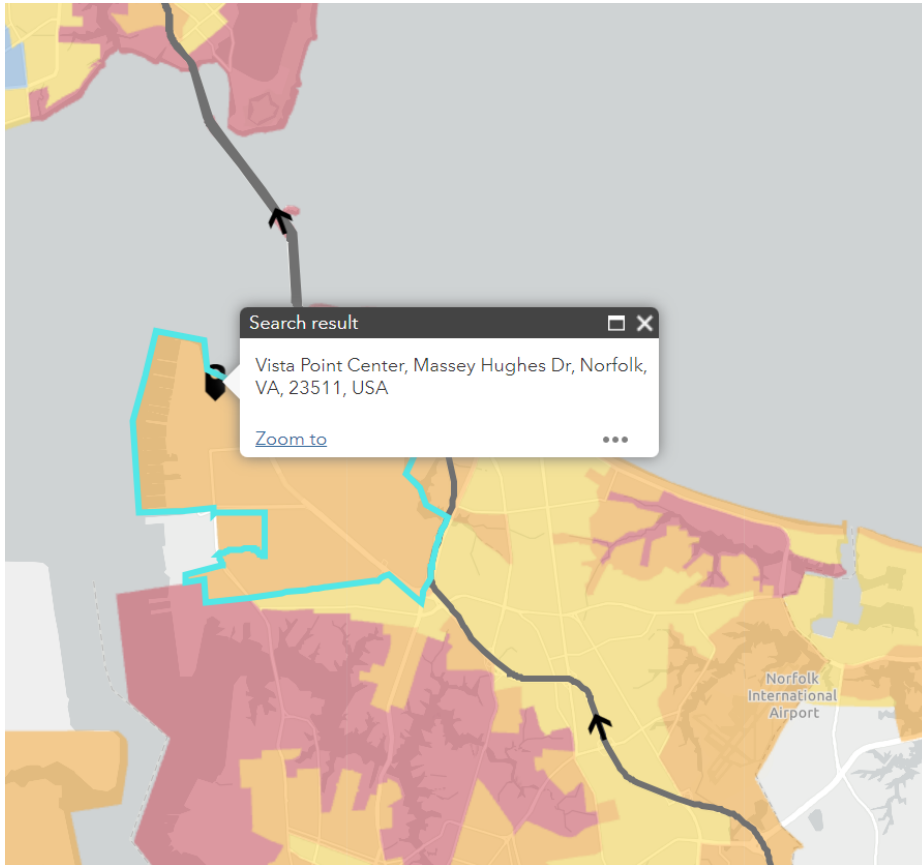 Search result
Vista Point Center, Massey Hughes Dr, Norfolk,
VA, 23511, USA
Zoom to
Norfolk
International
Airport